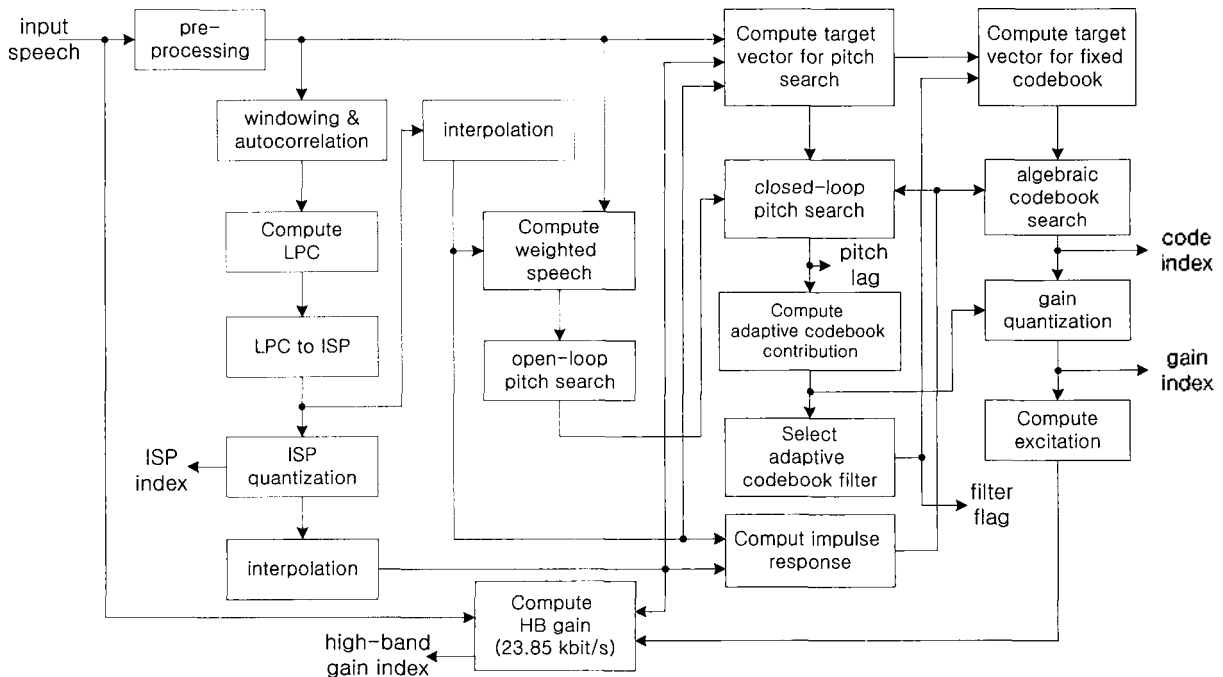 input
speech
pre-
processing
Compute target
vector for pitch
search
Compute target
vector for fixed
codebook
windowing &
autocorrelation
interpolation
closed-loop
pitch search
algebraic
codebook
search
Compute
LPC
Compute
weighted
speech
pitch
lag
code
index
LPC to ISP
open-loop
pitch search
Compute
adaptive codebook
contribution
gain
quantization
gain
index
ISP
index
ISP
quantization
Select
adaptive
codebook filter
Compute
excitation
filter
flag
interpolation
Comput impulse
response
Compute
HB gain
(23.85 kbit/s)
high-band
gain index